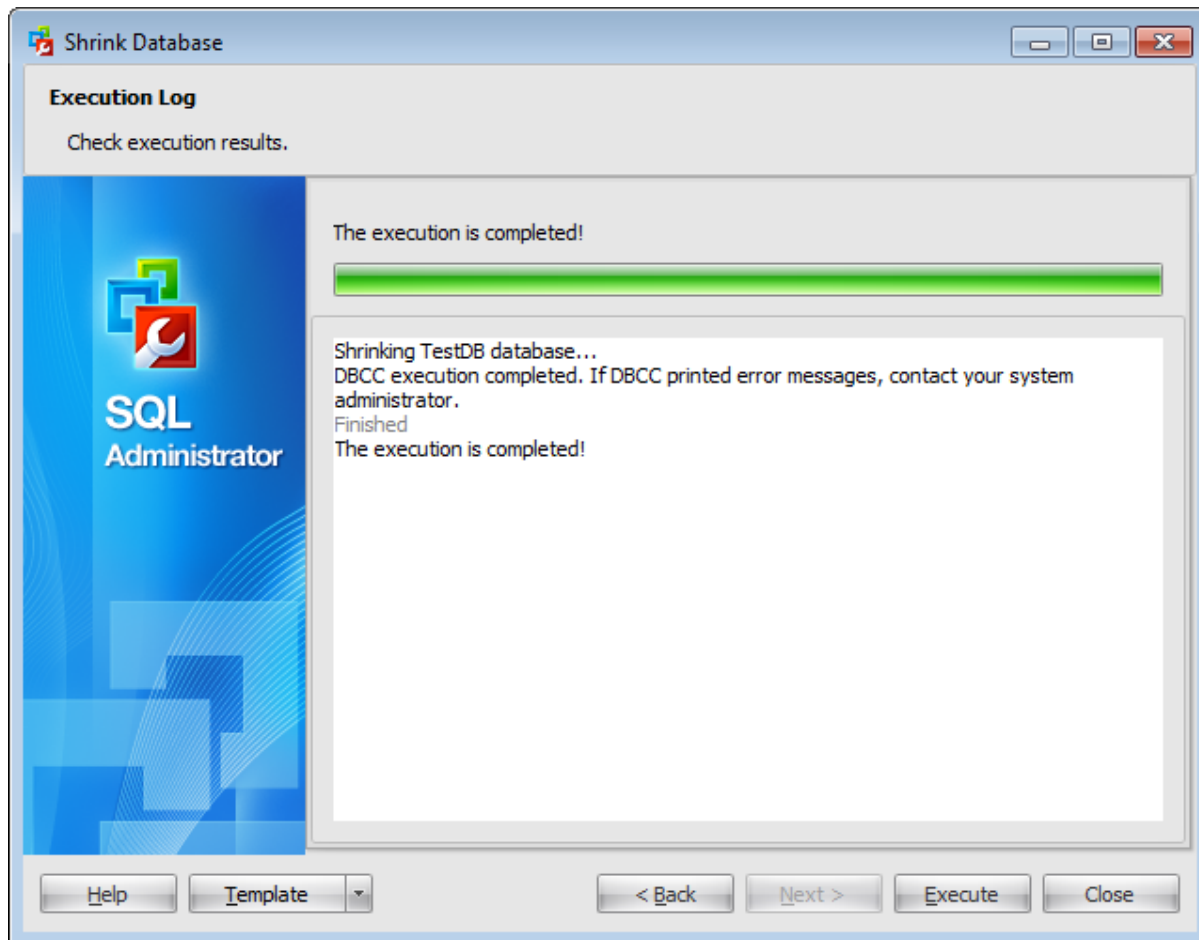 Shrink Database
Execution Log
Check execution results.
The execution is completed!
SQL
Administrator
Shrinking TestDB database...
DBCC execution completed. If DBCC printed error messages, contact your system
administrator.
Finished
The execution is completed!
Help
Template
< Back
Next >
Execute
Close